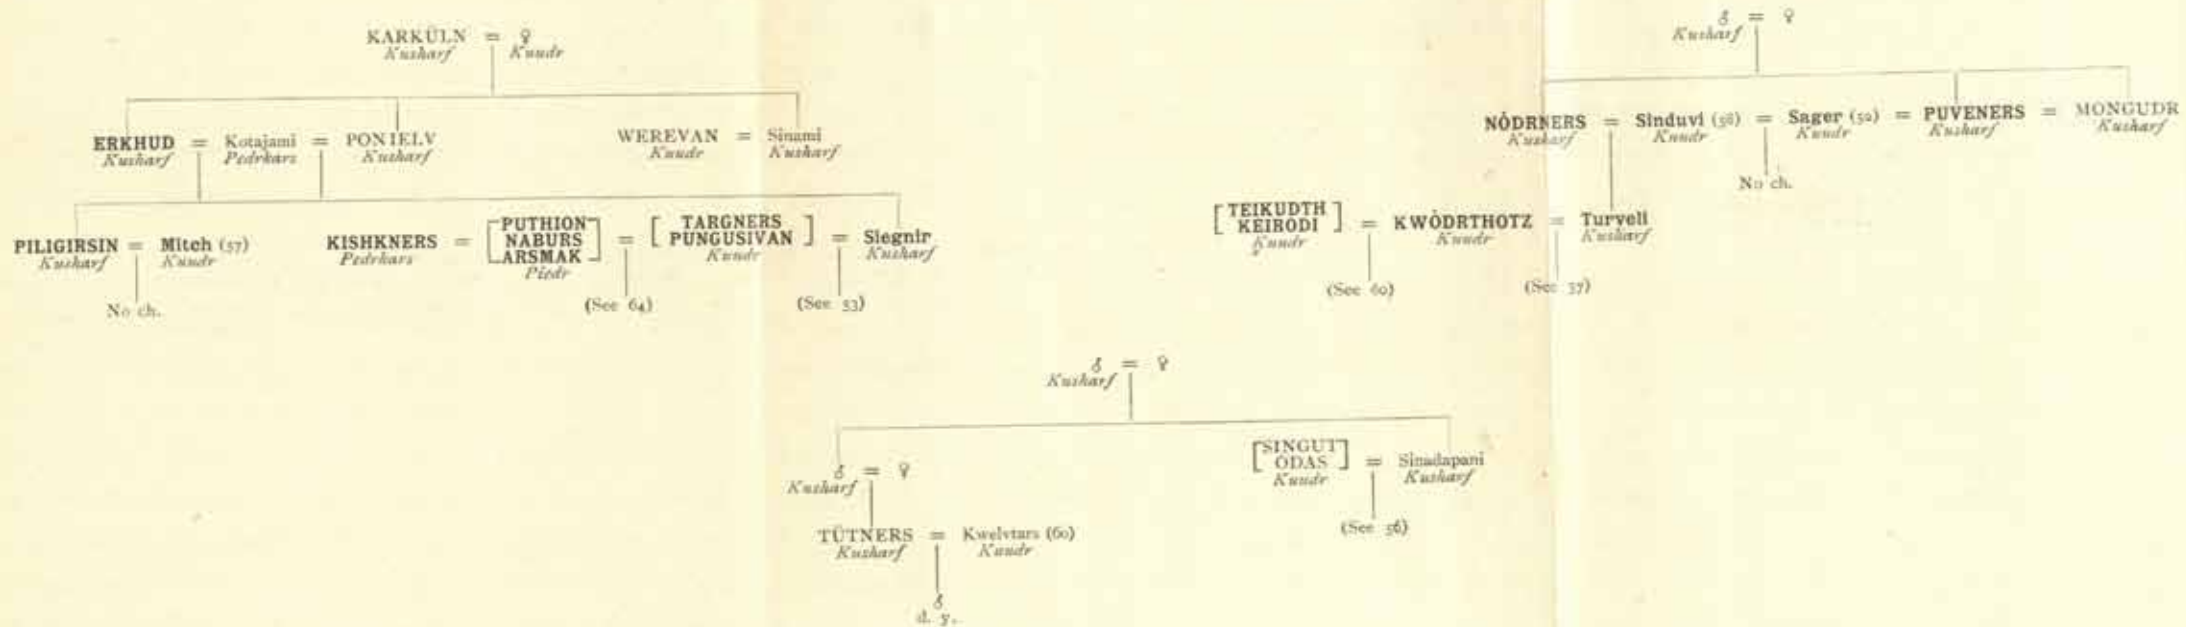 KARKÜLN = ♀
Kusharf Kuudr
ERKHUD = Kotajami = PONIELV
Kusharf Pedrkars Kusharf
WEREVAN = Sinami
Kuudr Kusharf
PILIGIRSIN = Mitch (57)
Kusharf Kuudr
No ch.
KISHKNERS = [PUTHION
NABURS
ARSMAK] = [TARGNERS
PUNGUSIVAN] = Siegnir
Pedrkars Piedr Kuudr Kusharf
(See 64) (See 53)
♂ = ♀
Kusharf
NÒDRNERS = Sinduvi (56) = Sager (52) = PUVENERS = MONGUDR
Kusharf Kuudr Kuudr Kusharf Kusharf
No ch.
[TEIKUDTH
KEIRODI] = KWÒDRTHOTZ = Turveli
Kuudr Kuudr Kusharf
(See 60) (See 57)
♂ = ♀
Kusharf
♂ = ♀
Kusharf
[SINGUT
ODAS] = Sinadapani
Kuudr Kusharf
(See 56)
TÜTNERS = Kwelvtars (60)
Kusharf Kuudr
♂
d. y.